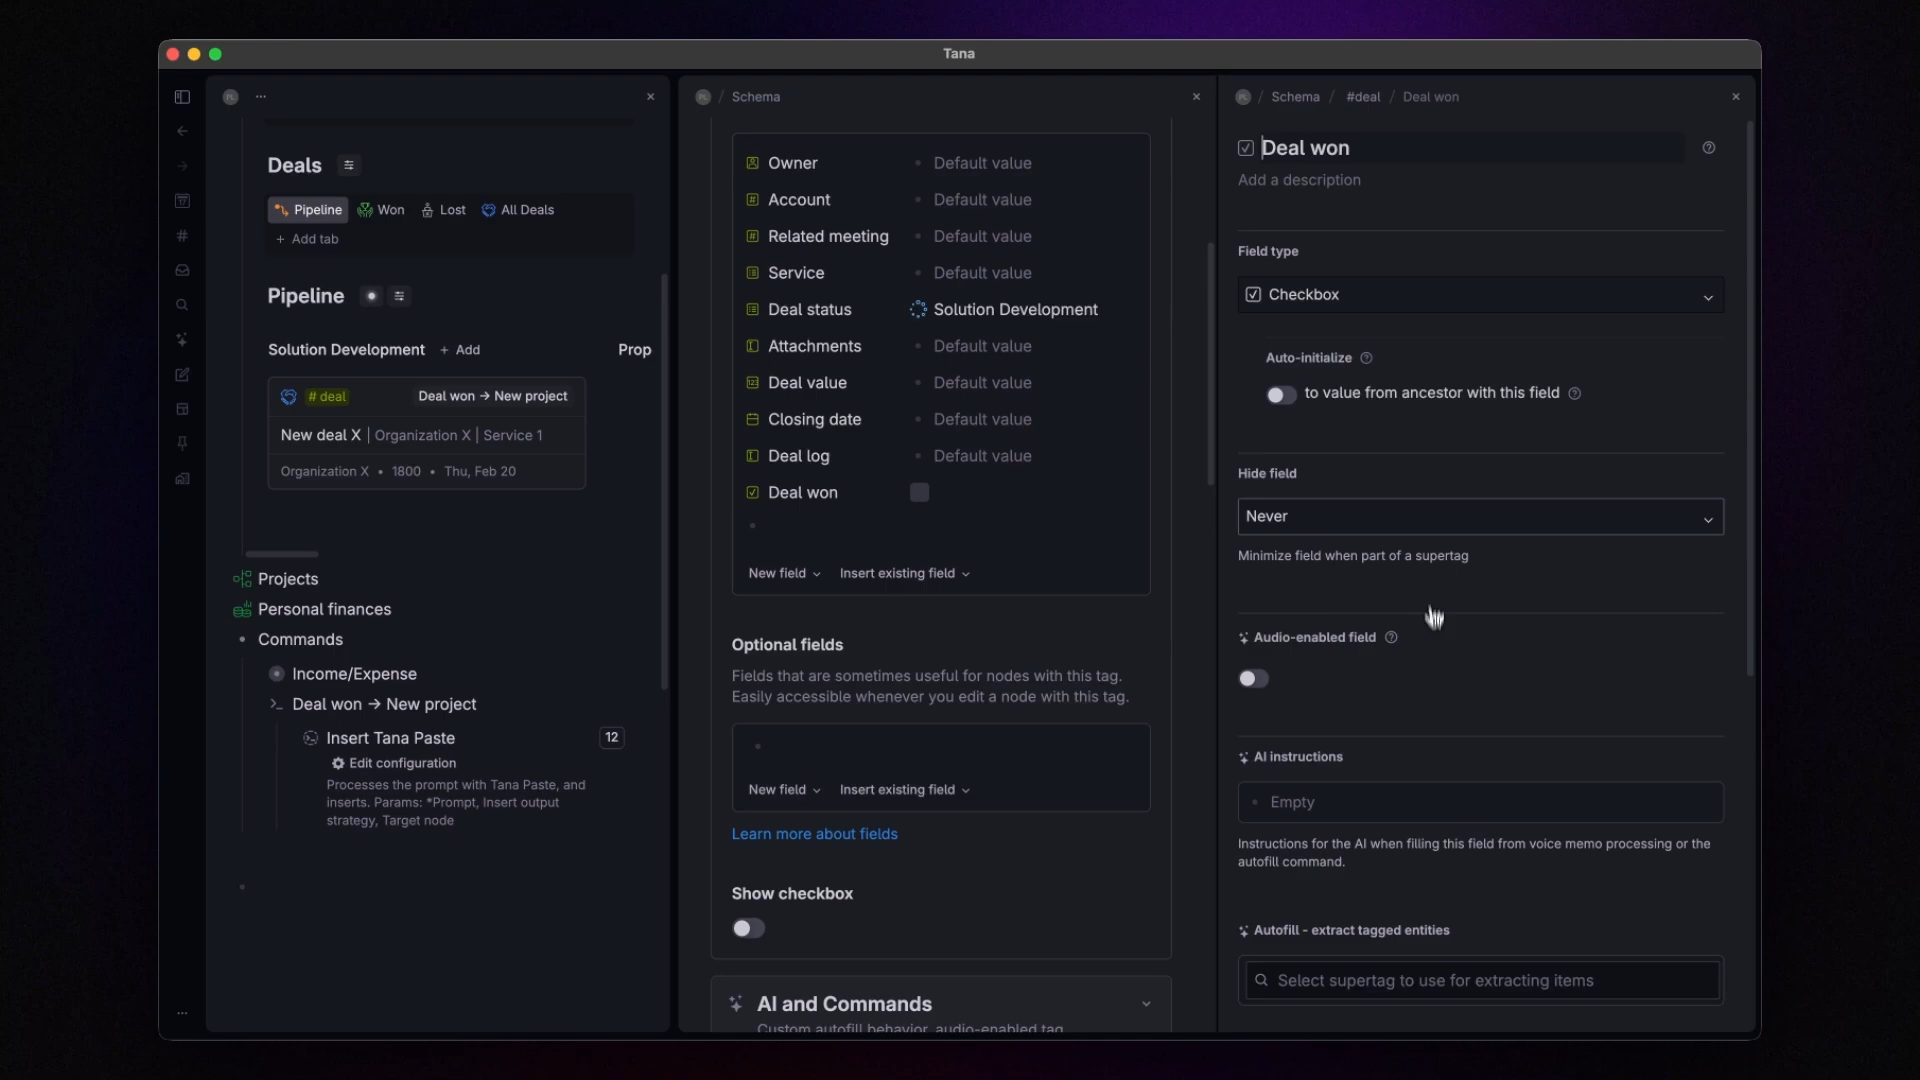 Tana
PL
...
Deals
Pipeline
Won
Lost
All Deals
+ Add tab
Pipeline
Solution Development
+ Add
Prop
# deal
Deal won → New project
New deal X | Organization X | Service 1
Organization X • 1800 • Thu, Feb 20
Projects
Personal finances
Commands
Income/Expense
Deal won → New project
Insert Tana Paste
12
Edit configuration
Processes the prompt with Tana Paste, and
inserts. Params: *Prompt, Insert output
strategy, Target node
...
PL / Schema
Owner
Default value
Account
Default value
Related meeting
Default value
Service
Default value
Deal status
Solution Development
Attachments
Default value
Deal value
Default value
Closing date
Default value
Deal log
Default value
Deal won
New field
Insert existing field
Optional fields
Fields that are sometimes useful for nodes with this tag.
Easily accessible whenever you edit a node with this tag.
New field
Insert existing field
Learn more about fields
Show checkbox
AI and Commands
Custom autofill behavior, audio-enabled tag
PL / Schema / #deal / Deal won
Deal won
Add a description
Field type
Checkbox
Auto-initialize
to value from ancestor with this field
Hide field
Never
Minimize field when part of a supertag
Audio-enabled field
AI instructions
Empty
Instructions for the AI when filling this field from voice memo processing or the
autofill command.
Autofill - extract tagged entities
Select supertag to use for extracting items